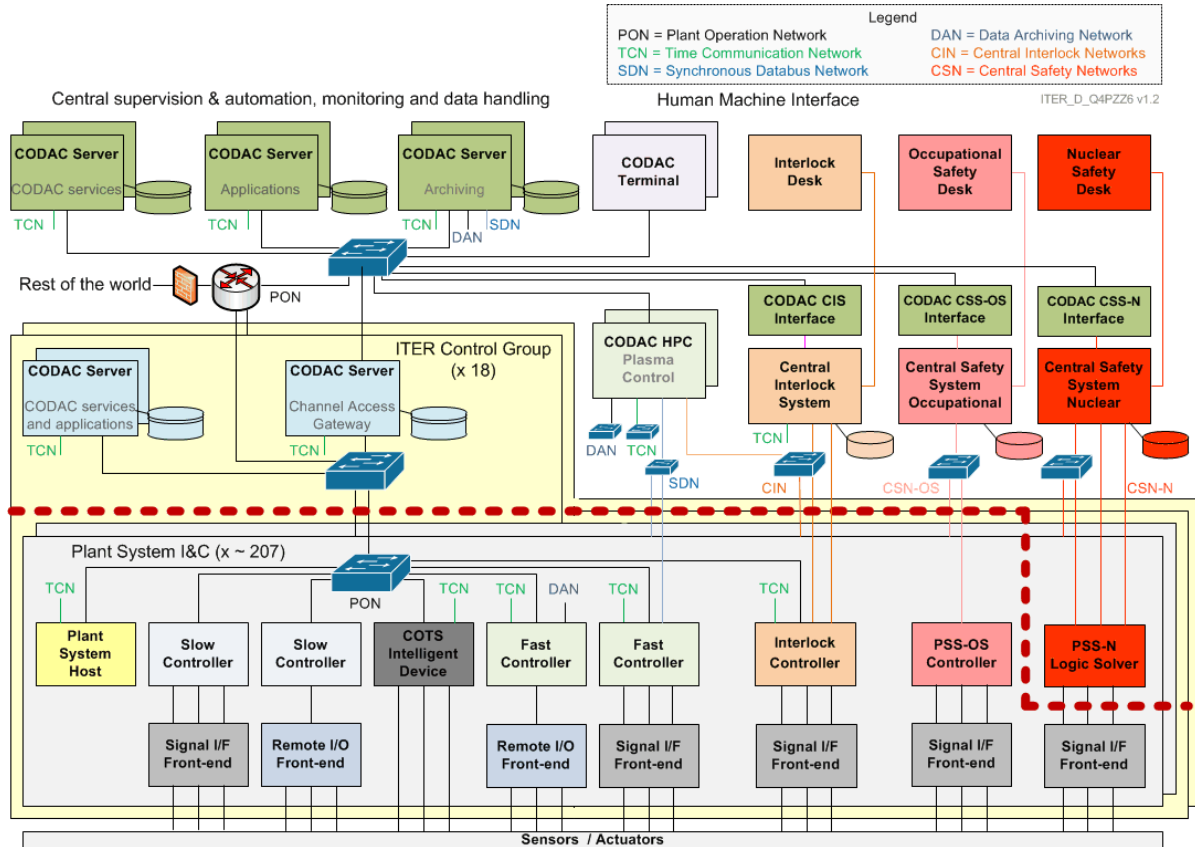 Legend
PON = Plant Operation Network
DAN = Data Archiving Network
TCN = Time Communication Network
CIN = Central Interlock Networks
SDN = Synchronous Databus Network
CSN = Central Safety Networks
Central supervision & automation, monitoring and data handling
Human Machine Interface
ITER_D_Q4PZZ6 v1.2
CODAC Server
CODAC services
TCN
CODAC Server
Applications
TCN
CODAC Server
Archiving
TCN
DAN
SDN
CODAC
Terminal
Interlock
Desk
Occupational
Safety
Desk
Nuclear
Safety
Desk
Rest of the world
PON
CODAC CIS
Interface
CODAC CSS-OS
Interface
CODAC CSS-N
Interface
ITER Control Group
(x 18)
CODAC Server
CODAC services
and applications
TCN
CODAC Server
Channel Access
Gateway
TCN
CODAC HPC
Plasma
Control
DAN
TCN
SDN
Central
Interlock
System
TCN
CIN
Central Safety
System
Occupational
CSN-OS
Central Safety
System
Nuclear
CSN-N
Plant System I&C (x ~ 207)
PON
TCN
TCN
TCN
DAN
TCN
TCN
Plant
System
Host
Slow
Controller
Slow
Controller
COTS
Intelligent
Device
Fast
Controller
Fast
Controller
Interlock
Controller
PSS-OS
Controller
PSS-N
Logic Solver
Signal I/F
Front-end
Remote I/O
Front-end
Remote I/O
Front-end
Signal I/F
Front-end
Signal I/F
Front-end
Signal I/F
Front-end
Signal I/F
Front-end
Sensors / Actuators